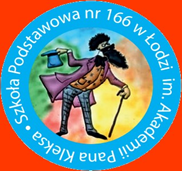 • Szkoła Podstawowa nr 166 w Łodzi im. Akademii Pana Kleksa